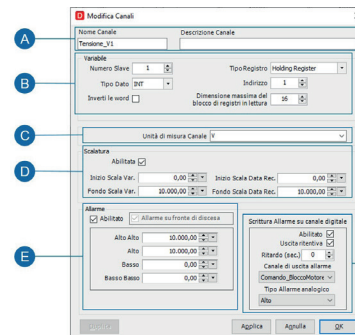 Modifica Canali
Nome Canale Descrizione Canale
A Tensione_V1
Variabile
Numero Slave 1 Tipo Registro Holding Register
B Tipo Dato INT Indirizzo 1
Inverti le word Dimensione massima del
blocco di registri in lettura 16
C Unità di misura Canale V
Scalatura
Abilitata
D Inizio Scala Var. 0,00 Inizio Scala Data Rec. 0,00
Fondo Scala Var. 10.000,00 Fondo Scala Data Rec. 10.000,00
Allarme
Abilitato Allarme su fronte di discesa
Alto Alto 10.000,00
Alto 10.000,00
E Basso 0,00
Basso Basso 0,00
Scrittura Allarme su canale digitale
Abilitato
Uscita ritentiva
Ritardo (sec.) 0
Canale di uscita allarme
Comando_BloccoMotore
Tipo Allarme analogico
Alto
Applica Annulla OK